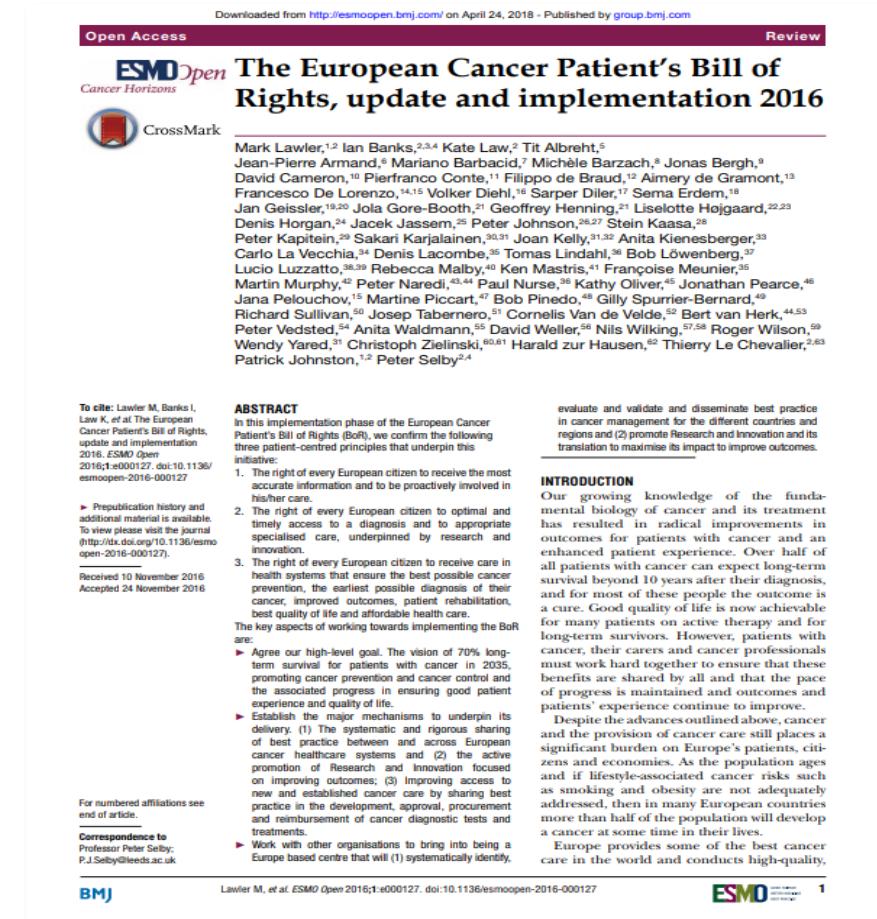 Downloaded from http://esmoopen.bmj.com/ on April 24, 2018 - Published by group.bmj.com
Open Access
Review
ESMO Open
Cancer Horizons
CrossMark
The European Cancer Patient's Bill of
Rights, update and implementation 2016
Mark Lawler,1,2 Ian Banks,2,3,4 Kate Law,2 Tit Albreht,5
Jean-Pierre Armand,6 Mariano Barbacid,7 Michèle Barzach,8 Jonas Bergh,9
David Cameron,10 Pierfranco Conte,11 Filippo de Braud,12 Aimery de Gramont,13
Francesco De Lorenzo,14,15 Volker Diehl,16 Sarper Diler,17 Sema Erdem,18
Jan Geissler,19,20 Jola Gore-Booth,21 Geoffrey Henning,21 Liselotte Højgaard,22,23
Denis Horgan,24 Jacek Jassem,25 Peter Johnson,26,27 Stein Kaasa,28
Peter Kapitein,29 Sakari Karjalainen,30,31 Joan Kelly,31,32 Anita Kienesberger,33
Carlo La Vecchia,34 Denis Lacombe,35 Tomas Lindahl,36 Bob Löwenberg,37
Lucio Luzzatto,38,39 Rebecca Malby,40 Ken Mastris,41 Françoise Meunier,35
Martin Murphy,42 Peter Naredi,43,44 Paul Nurse,36 Kathy Oliver,45 Jonathan Pearce,46
Jana Pelouchov,15 Martine Piccart,47 Bob Pinedo,48 Gilly Spurrier-Bernard,49
Richard Sullivan,50 Josep Tabernero,51 Cornelis Van de Velde,52 Bert van Herk,44,53
Peter Vedsted,54 Anita Waldmann,55 David Weller,56 Nils Wilking,57,58 Roger Wilson,59
Wendy Yared,31 Christoph Zielinski,60,61 Harald zur Hausen,62 Thierry Le Chevalier,2,63
Patrick Johnston,1,2 Peter Selby2,4
To cite: Lawler M, Banks I,
Law K, et al. The European
Cancer Patient's Bill of Rights,
update and implementation
2016. ESMO Open
2016;1:e000127. doi:10.1136/
esmoopen-2016-000127
► Prepublication history and
additional material is available.
To view please visit the journal
(http://dx.doi.org/10.1136/esmo
open-2016-000127).
Received 10 November 2016
Accepted 24 November 2016
For numbered affiliations see
end of article.
Correspondence to
Professor Peter Selby;
P.J.Selby@leeds.ac.uk
ABSTRACT
In this implementation phase of the European Cancer
Patient's Bill of Rights (BoR), we confirm the following
three patient-centred principles that underpin this
initiative:
1. The right of every European citizen to receive the most
accurate information and to be proactively involved in
his/her care.
2. The right of every European citizen to optimal and
timely access to a diagnosis and to appropriate
specialised care, underpinned by research and
innovation.
3. The right of every European citizen to receive care in
health systems that ensure the best possible cancer
prevention, the earliest possible diagnosis of their
cancer, improved outcomes, patient rehabilitation,
best quality of life and affordable health care.
The key aspects of working towards implementing the BoR
are:
► Agree our high-level goal. The vision of 70% long-
term survival for patients with cancer in 2035,
promoting cancer prevention and cancer control and
the associated progress in ensuring good patient
experience and quality of life.
► Establish the major mechanisms to underpin its
delivery. (1) The systematic and rigorous sharing
of best practice between and across European
cancer healthcare systems and (2) the active
promotion of Research and Innovation focused
on improving outcomes; (3) Improving access to
new and established cancer care by sharing best
practice in the development, approval, procurement
and reimbursement of cancer diagnostic tests and
treatments.
► Work with other organisations to bring into being a
Europe based centre that will (1) systematically identify,
evaluate and validate and disseminate best practice
in cancer management for the different countries and
regions and (2) promote Research and Innovation and its
translation to maximise its impact to improve outcomes.
INTRODUCTION
Our growing knowledge of the funda-
mental biology of cancer and its treatment
has resulted in radical improvements in
outcomes for patients with cancer and an
enhanced patient experience. Over half of
all patients with cancer can expect long-term
survival beyond 10 years after their diagnosis,
and for most of these people the outcome is
a cure. Good quality of life is now achievable
for many patients on active therapy and for
long-term survivors. However, patients with
cancer, their carers and cancer professionals
must work hard together to ensure that these
benefits are shared by all and that the pace
of progress is maintained and outcomes and
patients' experience continue to improve.
Despite the advances outlined above, cancer
and the provision of cancer care still places a
significant burden on Europe's patients, citi-
zens and economies. As the population ages
and if lifestyle-associated cancer risks such
as smoking and obesity are not adequately
addressed, then in many European countries
more than half of the population will develop
a cancer at some time in their lives.
Europe provides some of the best cancer
care in the world and conducts high-quality,
BMJ
Lawler M, et al. ESMO Open 2016;1:e000127. doi:10.1136/esmoopen-2016-000127
ESMO
1